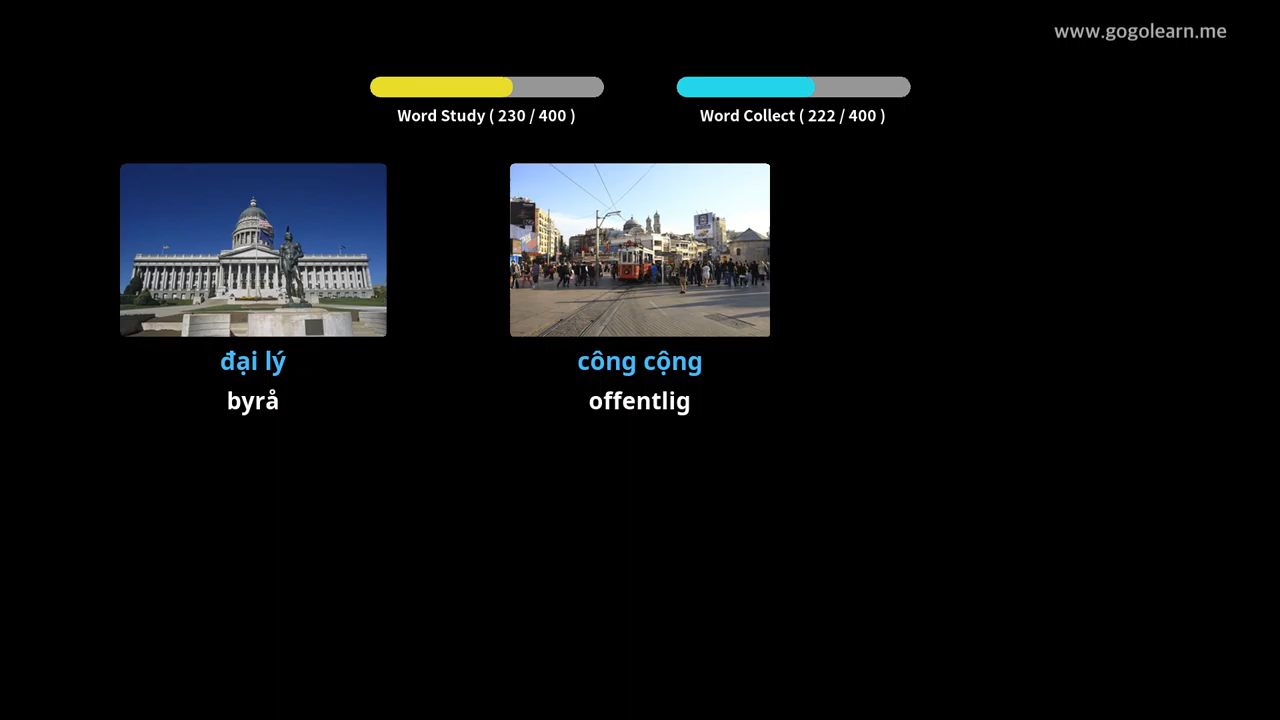 www.gogolearn.me
Word Study ( 230 / 400 )
Word Collect ( 222 / 400 )
đại lý
công cộng
byrå
offentlig